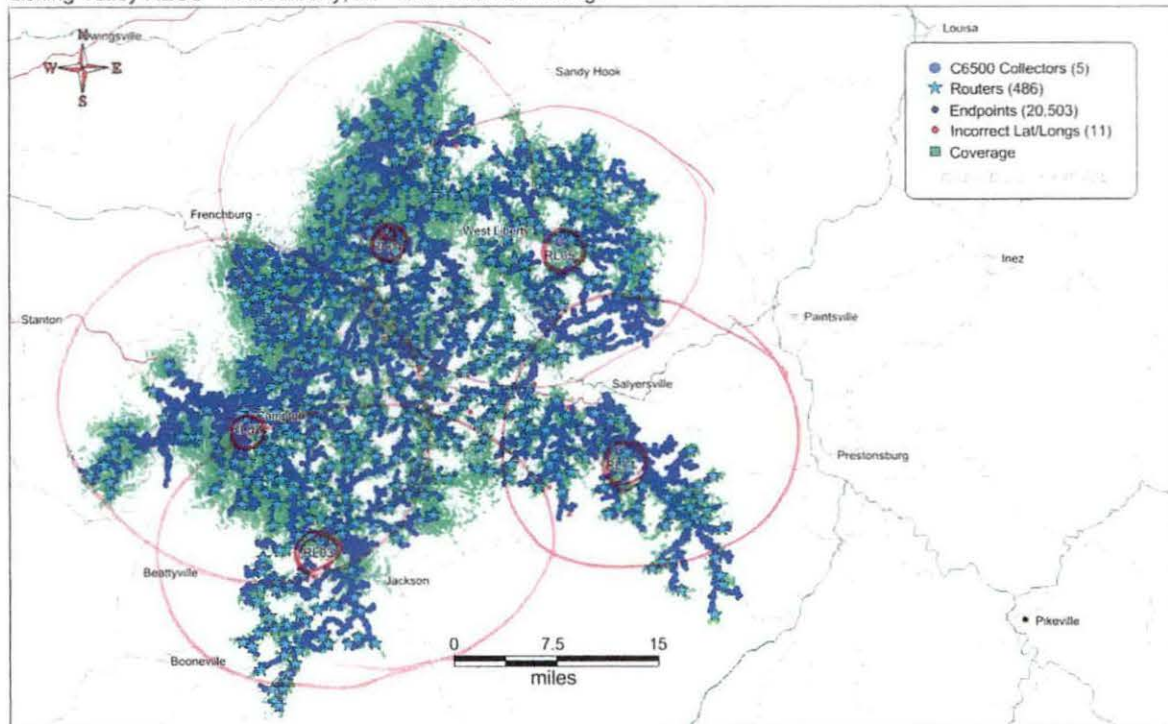 N
W E
S
Louisa
Sandy Hook
C6500 Collectors (5)
Routers (486)
Endpoints (20,503)
Incorrect Lat/Longs (11)
Coverage
Frenchburg
West Liberty
Inez
Stanton
Paintsville
Salyersville
Prestonsburg
RL03
Beattyville
Jackson
0 7.5 15
miles
Pikeville
Booneville